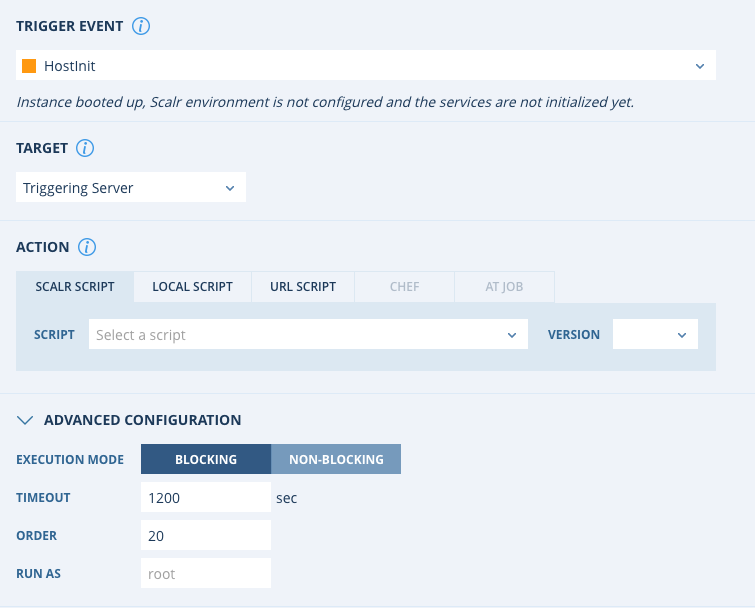 TRIGGER EVENT i
HostInit
Instance booted up, Scalr environment is not configured and the services are not initialized yet.
TARGET i
Triggering Server
ACTION i
SCALR SCRIPT LOCAL SCRIPT URL SCRIPT CHEF AT JOB
SCRIPT Select a script VERSION
ADVANCED CONFIGURATION
EXECUTION MODE BLOCKING NON-BLOCKING
TIMEOUT 1200 sec
ORDER 20
RUN AS root